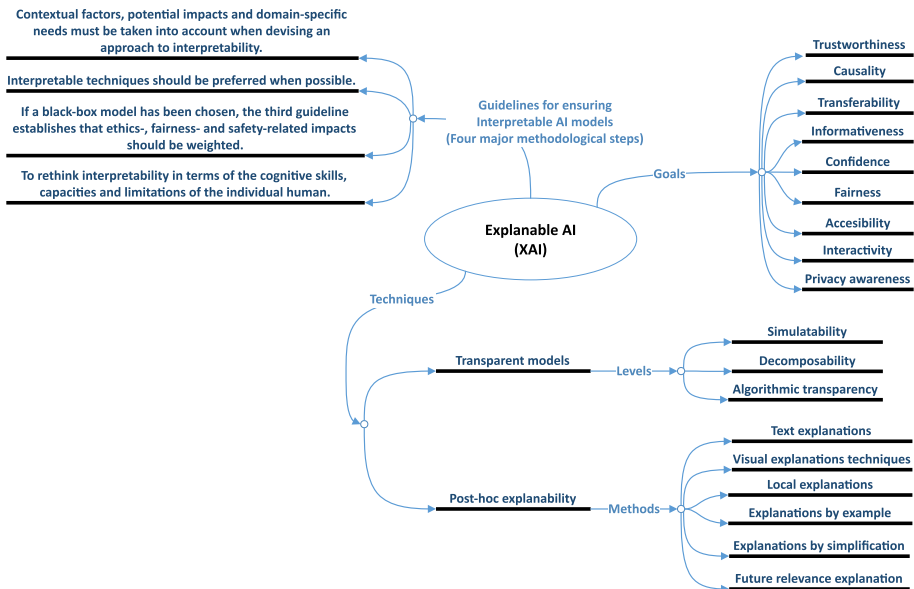 Contextual factors, potential impacts and domain-specific
needs must be taken into account when devising an
approach to interpretability.
Interpretable techniques should be preferred when possible.
If a black-box model has been chosen, the third guideline
establishes that ethics-, fairness- and safety-related impacts
should be weighted.
To rethink interpretability in terms of the cognitive skills,
capacities and limitations of the individual human.
Guidelines for ensuring
Interpretable AI models
(Four major methodological steps)
Explanable AI
(XAI)
Goals
Trustworthiness
Causality
Transferability
Informativeness
Confidence
Fairness
Accesibility
Interactivity
Privacy awareness
Techniques
Transparent models
Levels
Simulatability
Decomposability
Algorithmic transparency
Post-hoc explanability
Methods
Text explanations
Visual explanations techniques
Local explanations
Explanations by example
Explanations by simplification
Future relevance explanation